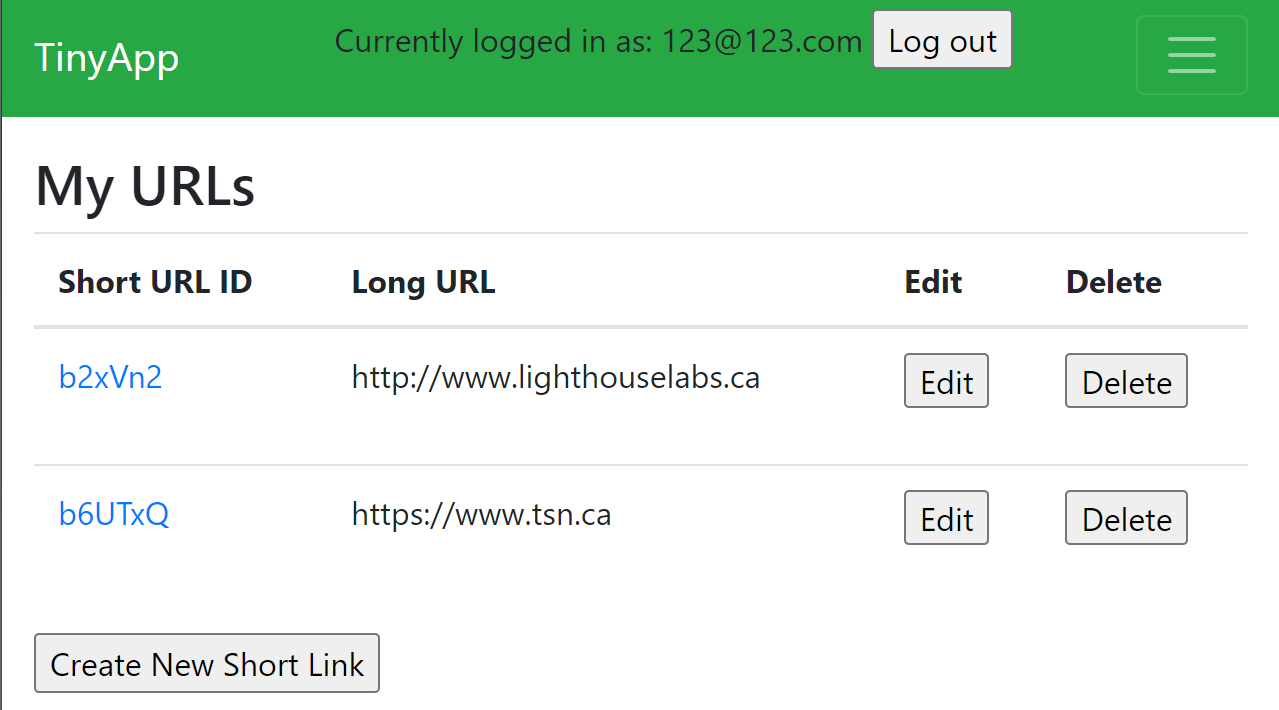 TinyApp Currently logged in as: 123@123.com Log out
My URLs
Short URL ID Long URL Edit Delete
b2xVn2 http://www.lighthouselabs.ca Edit Delete
b6UTxQ https://www.tsn.ca Edit Delete
Create New Short Link